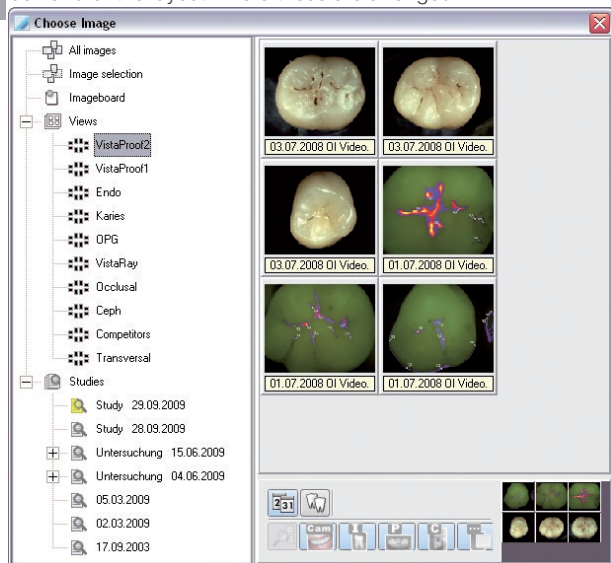 Choose Image
All images
Image selection
Imageboard
Views
VistaProof2
VistaProof1
Endo
Karies
OPG
VistaRay
Occlusal
Ceph
Competitors
Transversal
Studies
Study 29.09.2009
Study 28.09.2009
Untersuchung 15.06.2009
Untersuchung 04.06.2009
05.03.2009
02.03.2009
17.09.2003
03.07.2008 OI Video.
03.07.2008 OI Video.
03.07.2008 OI Video.
01.07.2008 OI Video.
01.07.2008 OI Video.
01.07.2008 OI Video.
2 31
Cam I P C T